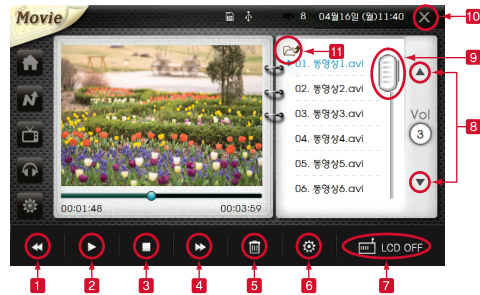 Movie
8 04월16일 (월)11:40
10
11
01. 동영상1.avi
9
02. 동영상2.avi
03. 동영상3.avi
Vol
3
8
04. 동영상4.avi
05. 동영상5.avi
06. 동영상6.avi
00:01:48 00:03:59
LCD OFF
1 2 3 4 5 6 7